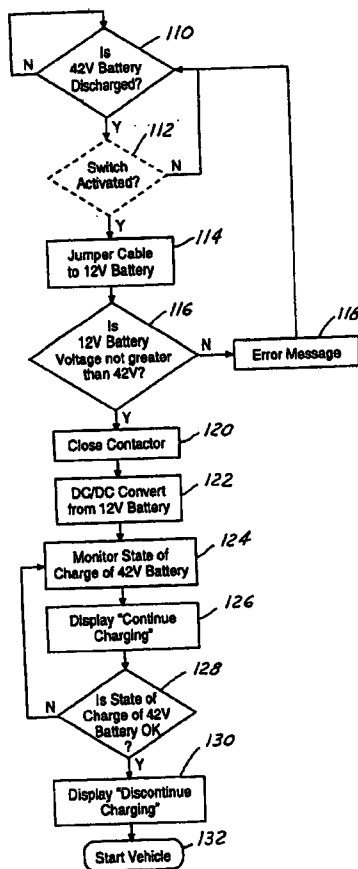 110
Is
42V Battery
Discharged?
N
Y
112
Switch
Activated?
N
Y
114
Jumper Cable
to 12V Battery
116
Is
12V Battery
Voltage not greater
than 42V?
N
118
Error Message
Y
Close Contactor
120
DC/DC Convert
from 12V Battery
122
Monitor State of
Charge of 42V Battery
124
Display "Continue
Charging"
126
128
Is State of
Charge of 42V
Battery OK
?
N
Y
130
Display "Discontinue
Charging"
132
Start Vehicle